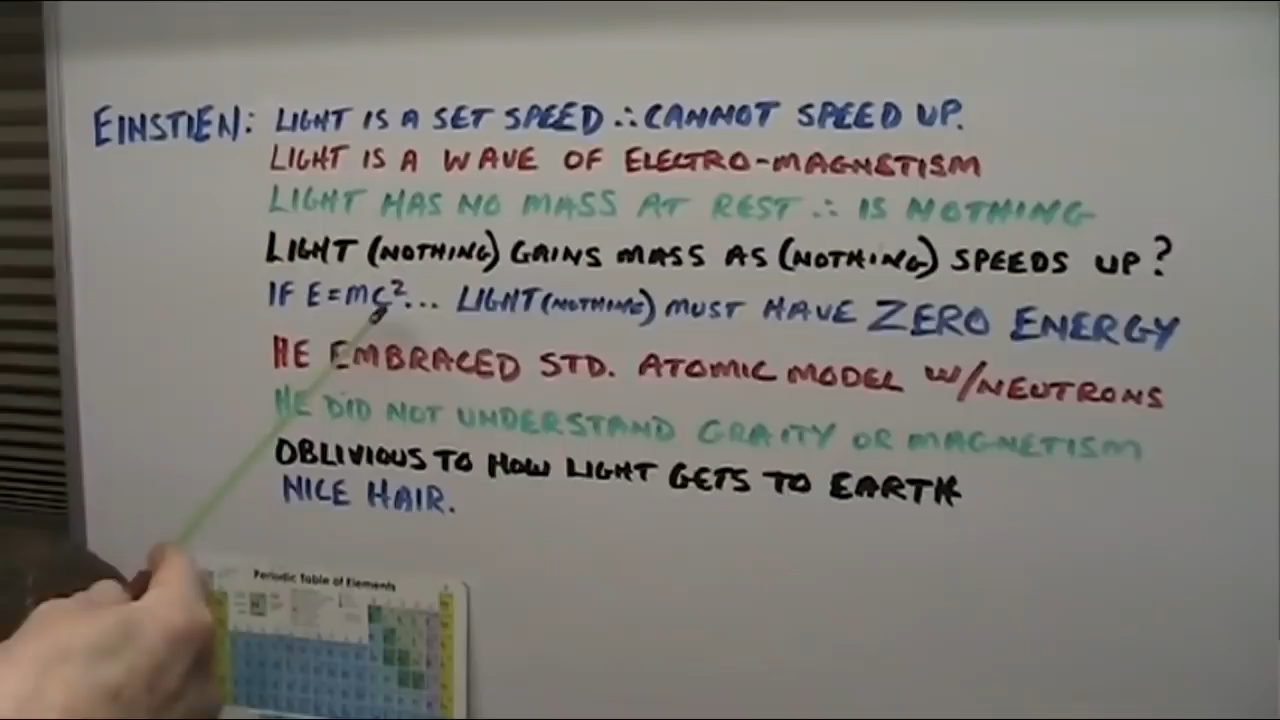 EINSTIEN: LIGHT IS A SET SPEED ∴ CANNOT SPEED UP.
LIGHT IS A WAVE OF ELECTRO-MAGNETISM
LIGHT HAS NO MASS AT REST ∴ IS NOTHING
LIGHT (NOTHING) GAINS MASS AS (NOTHING) SPEEDS UP?
IF E=MC²... LIGHT (NOTHING) MUST HAVE ZERO ENERGY
HE EMBRACED STD. ATOMIC MODEL W/NEUTRONS
HE DID NOT UNDERSTAND GRAITY OR MAGNETISM
OBLIVIOUS TO HOW LIGHT GETS TO EARTH
NICE HAIR.
Periodic Table of Elements